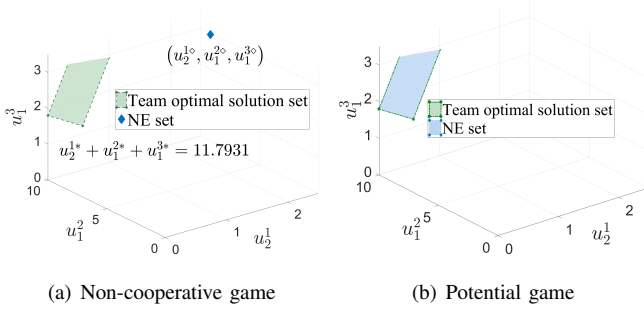 (u_2^{1⋄}, u_1^{2⋄}, u_1^{3⋄})
Team optimal solution set
NE set
u_2^{1*} + u_1^{2*} + u_1^{3*} = 11.7931
u_1^3
3
2
1
0
10
5
0
u_1^2
0
1
2
u_2^1
(a) Non-cooperative game
Team optimal solution set
NE set
u_1^3
3
2
1
0
10
5
0
u_1^2
0
1
2
u_2^1
(b) Potential game